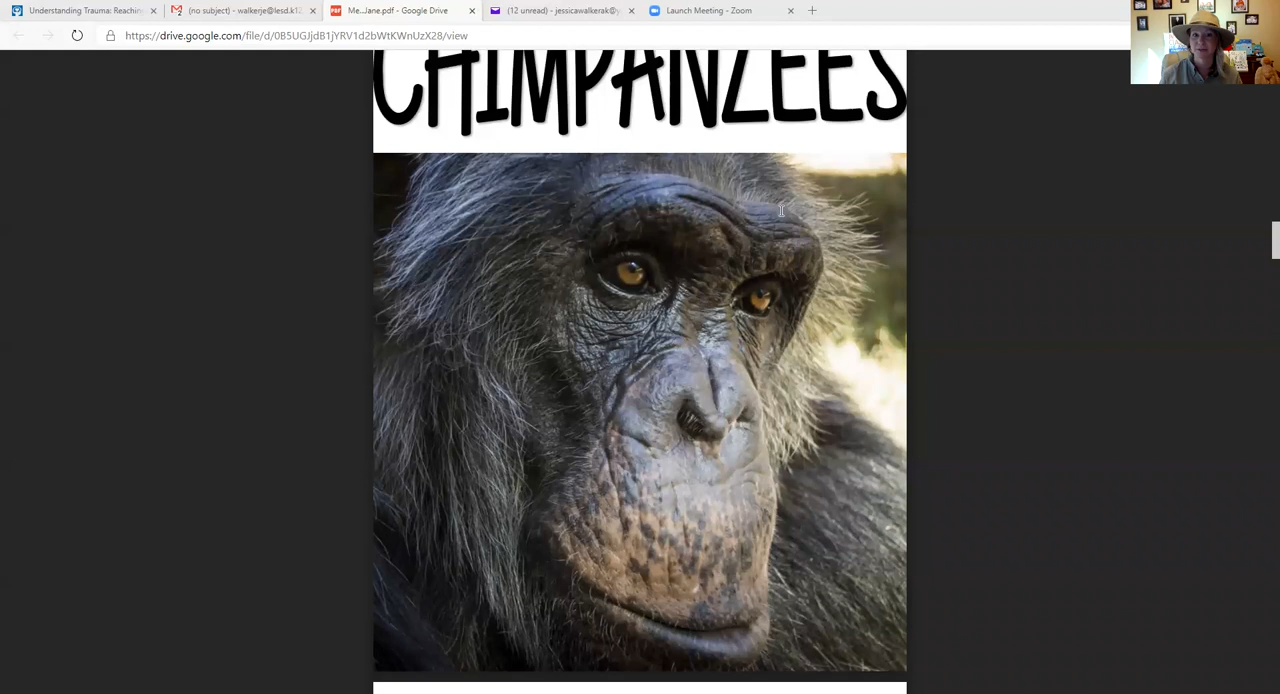 Understanding Trauma: Reaching
(no subject) - walkerje@lesd.k12
Me...Jane.pdf - Google Drive
(12 unread) - jessicawalkerak@y
Launch Meeting - Zoom
https://drive.google.com/file/d/0B5UGJjdB1jYRV1d2bWtKWnUzX28/view
CHIMPANZEES